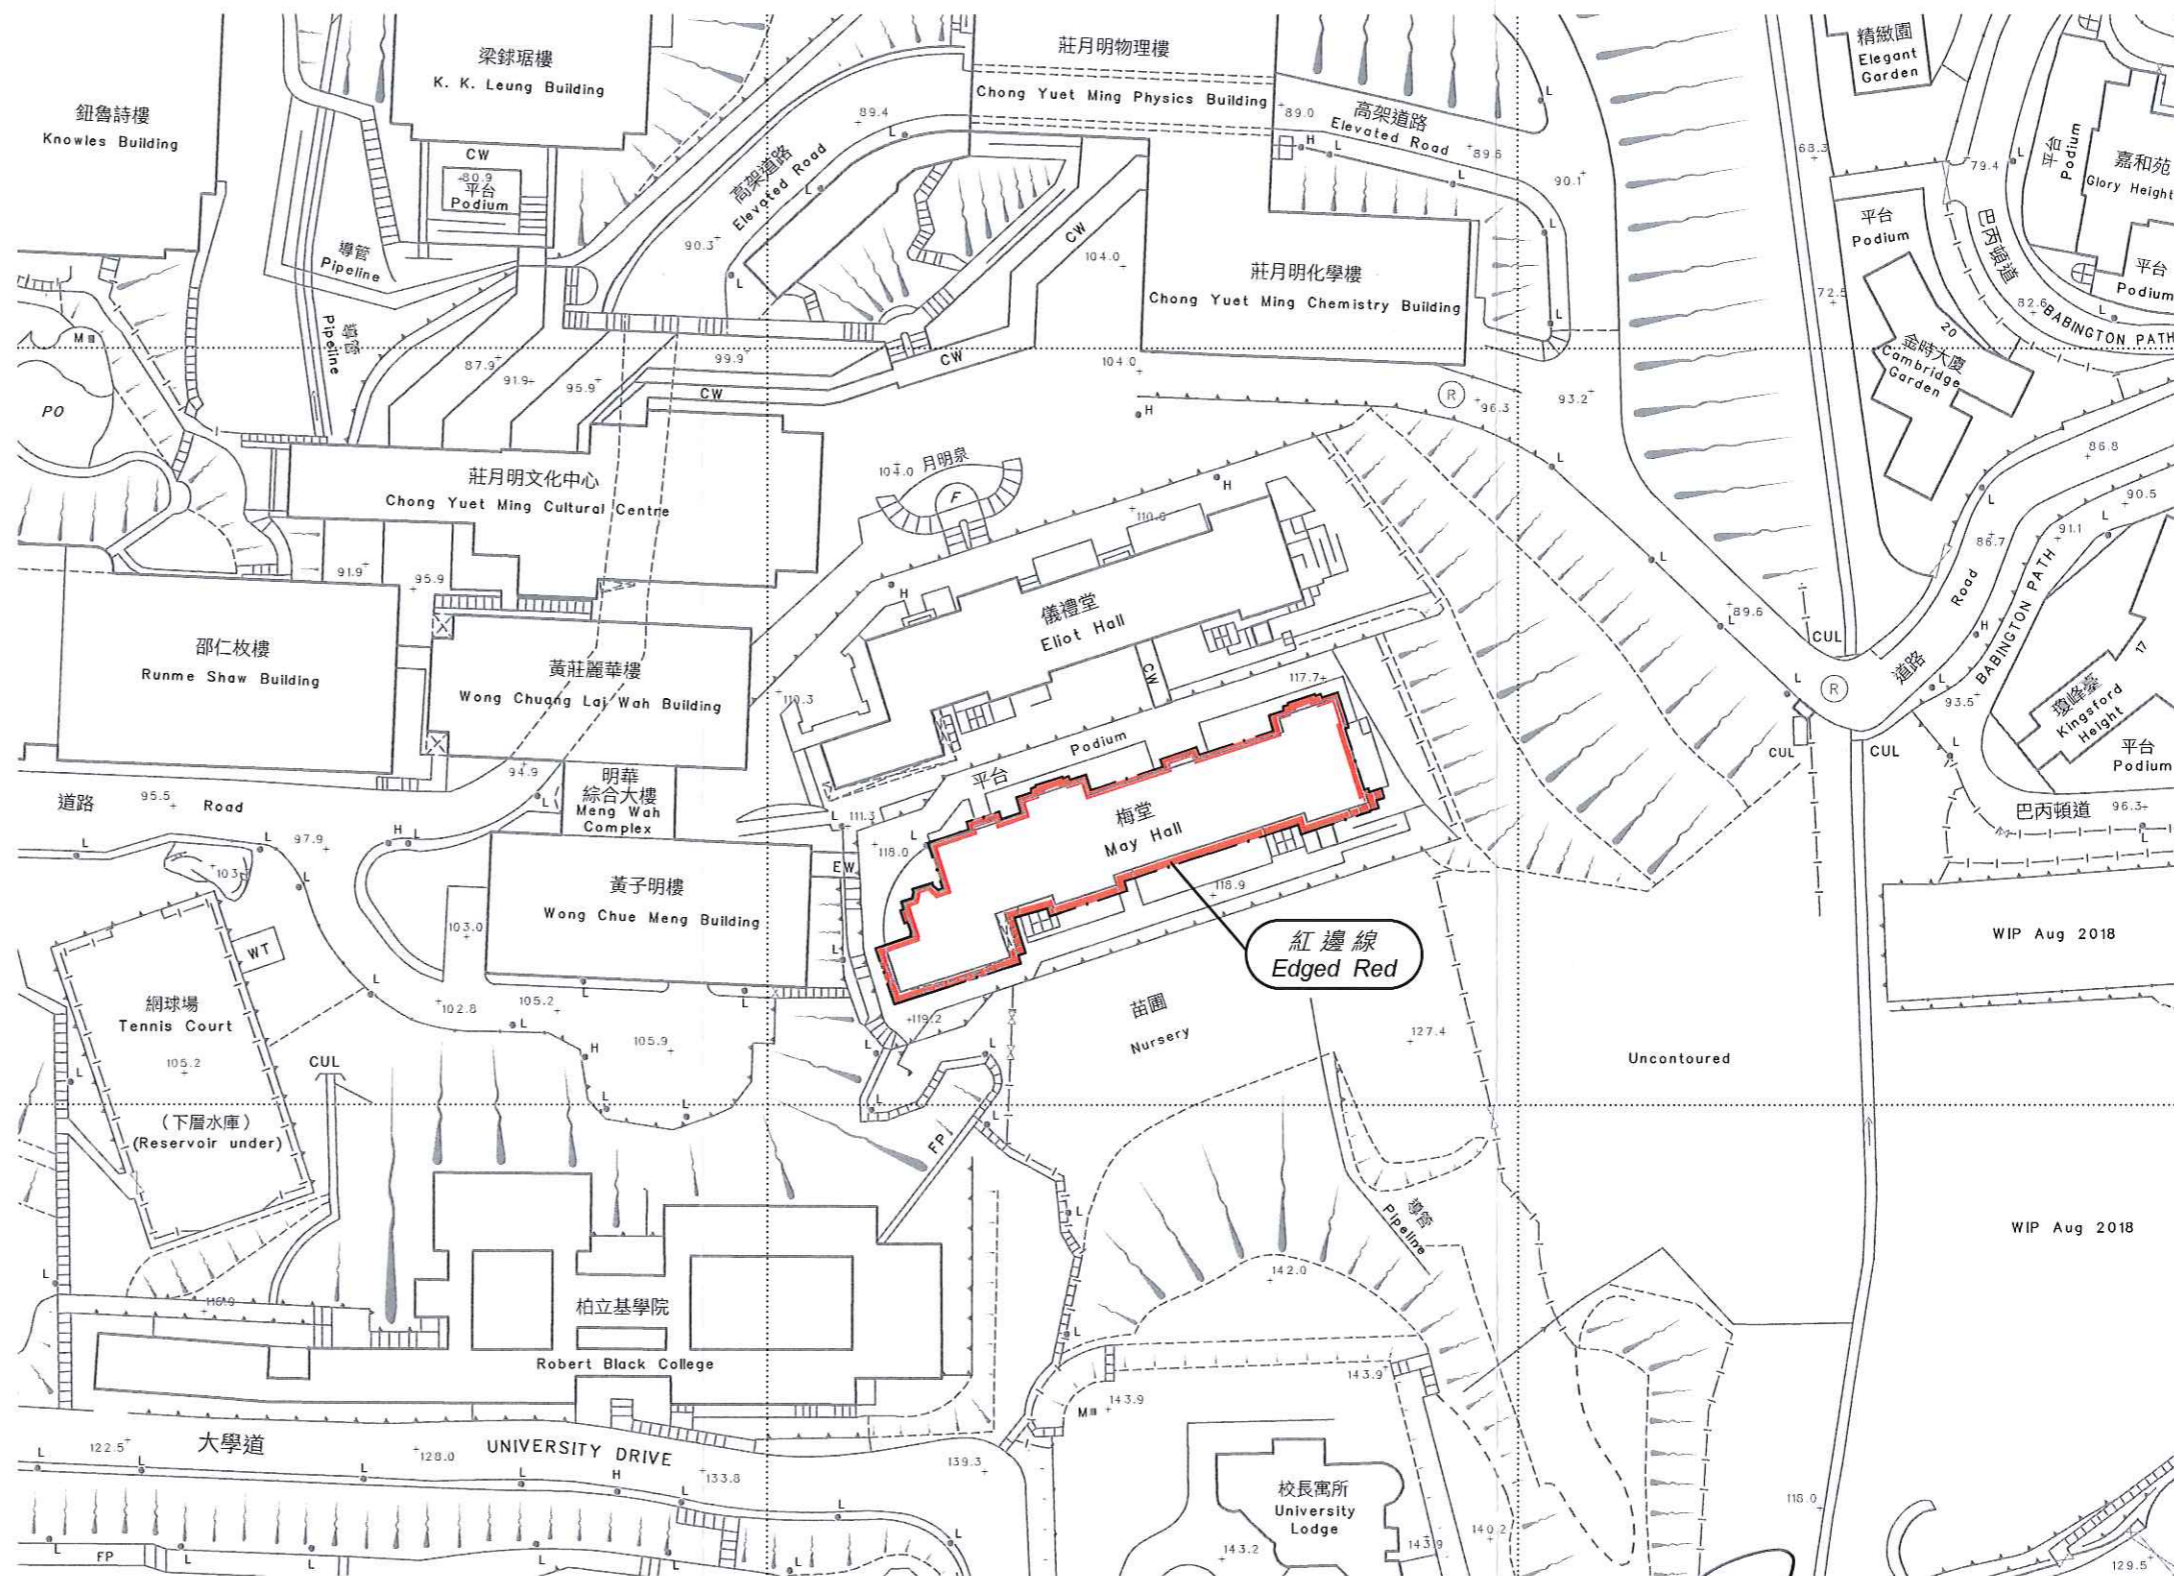 梁銶琚樓
K. K. Leung Building
鈕魯詩樓
Knowles Building
莊月明物理樓
Chong Yuet Ming Physics Building
高架道路
Elevated Road
精緻園
Elegant
Garden
平台
Podium
嘉和苑
Glory Height
CW
80.9
平台
Podium
89.4
89.0
89.6
90.1
68.3
79.4
高架道路
Elevated Road
90.3
導管
Pipeline
導管
Pipeline
CW
104.0
莊月明化學樓
Chong Yuet Ming Chemistry Building
平台
Podium
巴丙頓道
平台
Podium
72.5
82.6
BABINGTON PATH
20
金時大廈
Cambridge
Garden
M
PO
87.9
91.9
95.9
99.9
CW
CW
104.0
H
R
96.3
93.2
86.8
90.5
91.1
86.7
莊月明文化中心
Chong Yuet Ming Cultural Centre
104.0
月明泉
F
H
110.6
91.9
95.9
H
儀禮堂
Eliot Hall
CW
89.6
CUL
Road
道路
H
BABINGTON PATH
17
瓊峰臺
Kingsford
Height
平台
Podium
邵仁枚樓
Runme Shaw Building
黃莊麗華樓
Wong Chuang Lai Wah Building
110.3
117.7
R
93.5
CUL
CUL
Podium
平台
94.9
明華
綜合大樓
Meng Wah
Complex
道路
95.5
Road
97.9
H
L
111.3
118.0
梅堂
May Hall
巴丙頓道
96.3
103
EW
黃子明樓
Wong Chue Meng Building
118.9
103.0
WT
紅邊線
Edged Red
WIP Aug 2018
網球場
Tennis Court
105.2
(下層水庫)
(Reservoir under)
102.8
105.2
105.9
H
119.2
苗圃
Nursery
127.4
Uncontoured
CUL
FP
導管
Pipeline
WIP Aug 2018
142.0
柏立基學院
Robert Black College
143.9
M
143.9
122.5
大學道
128.0
UNIVERSITY DRIVE
H
133.8
139.3
校長寓所
University
Lodge
143.2
143.9
140.2
118.0
129.5
FP